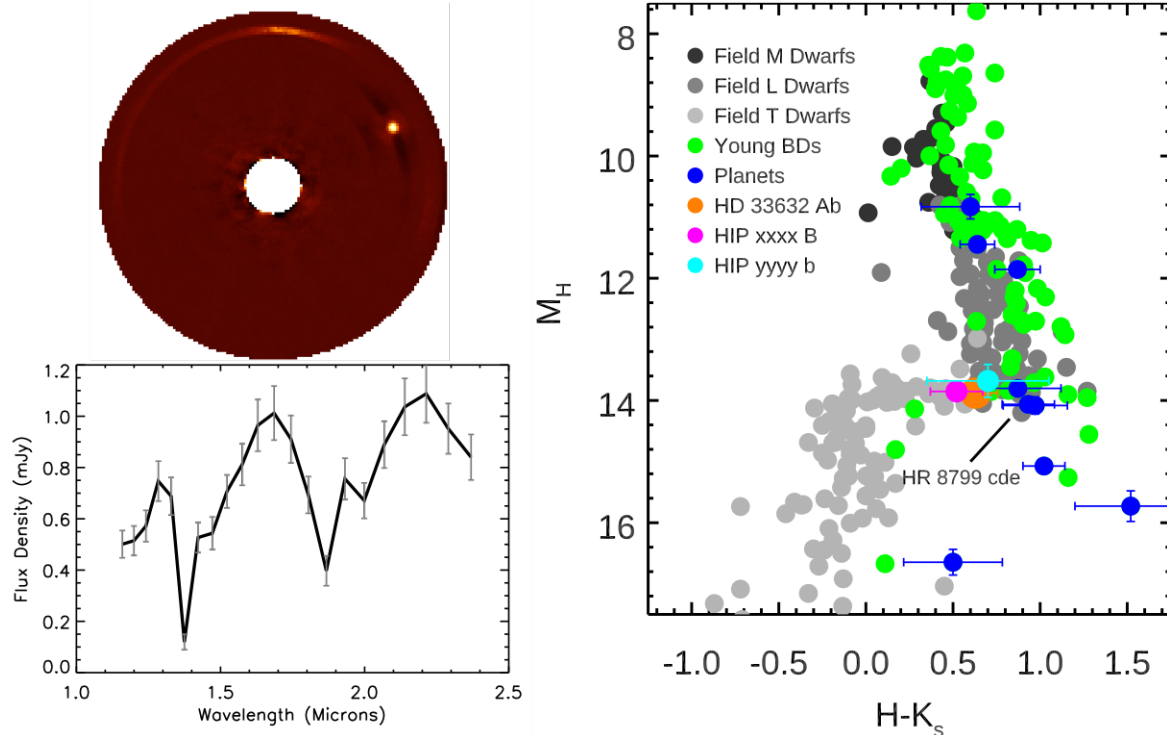 Flux Density (mJy)
1.2
1.0
0.8
0.6
0.4
0.2
0.0
1.0 1.5 2.0 2.5
Wavelength (Microns)
M_H
8
10
12
14
16
Field M Dwarfs
Field L Dwarfs
Field T Dwarfs
Young BDs
Planets
HD 33632 Ab
HIP xxxx B
HIP yyyy b
HR 8799 cde
-1.0 -0.5 0.0 0.5 1.0 1.5
H-K_s